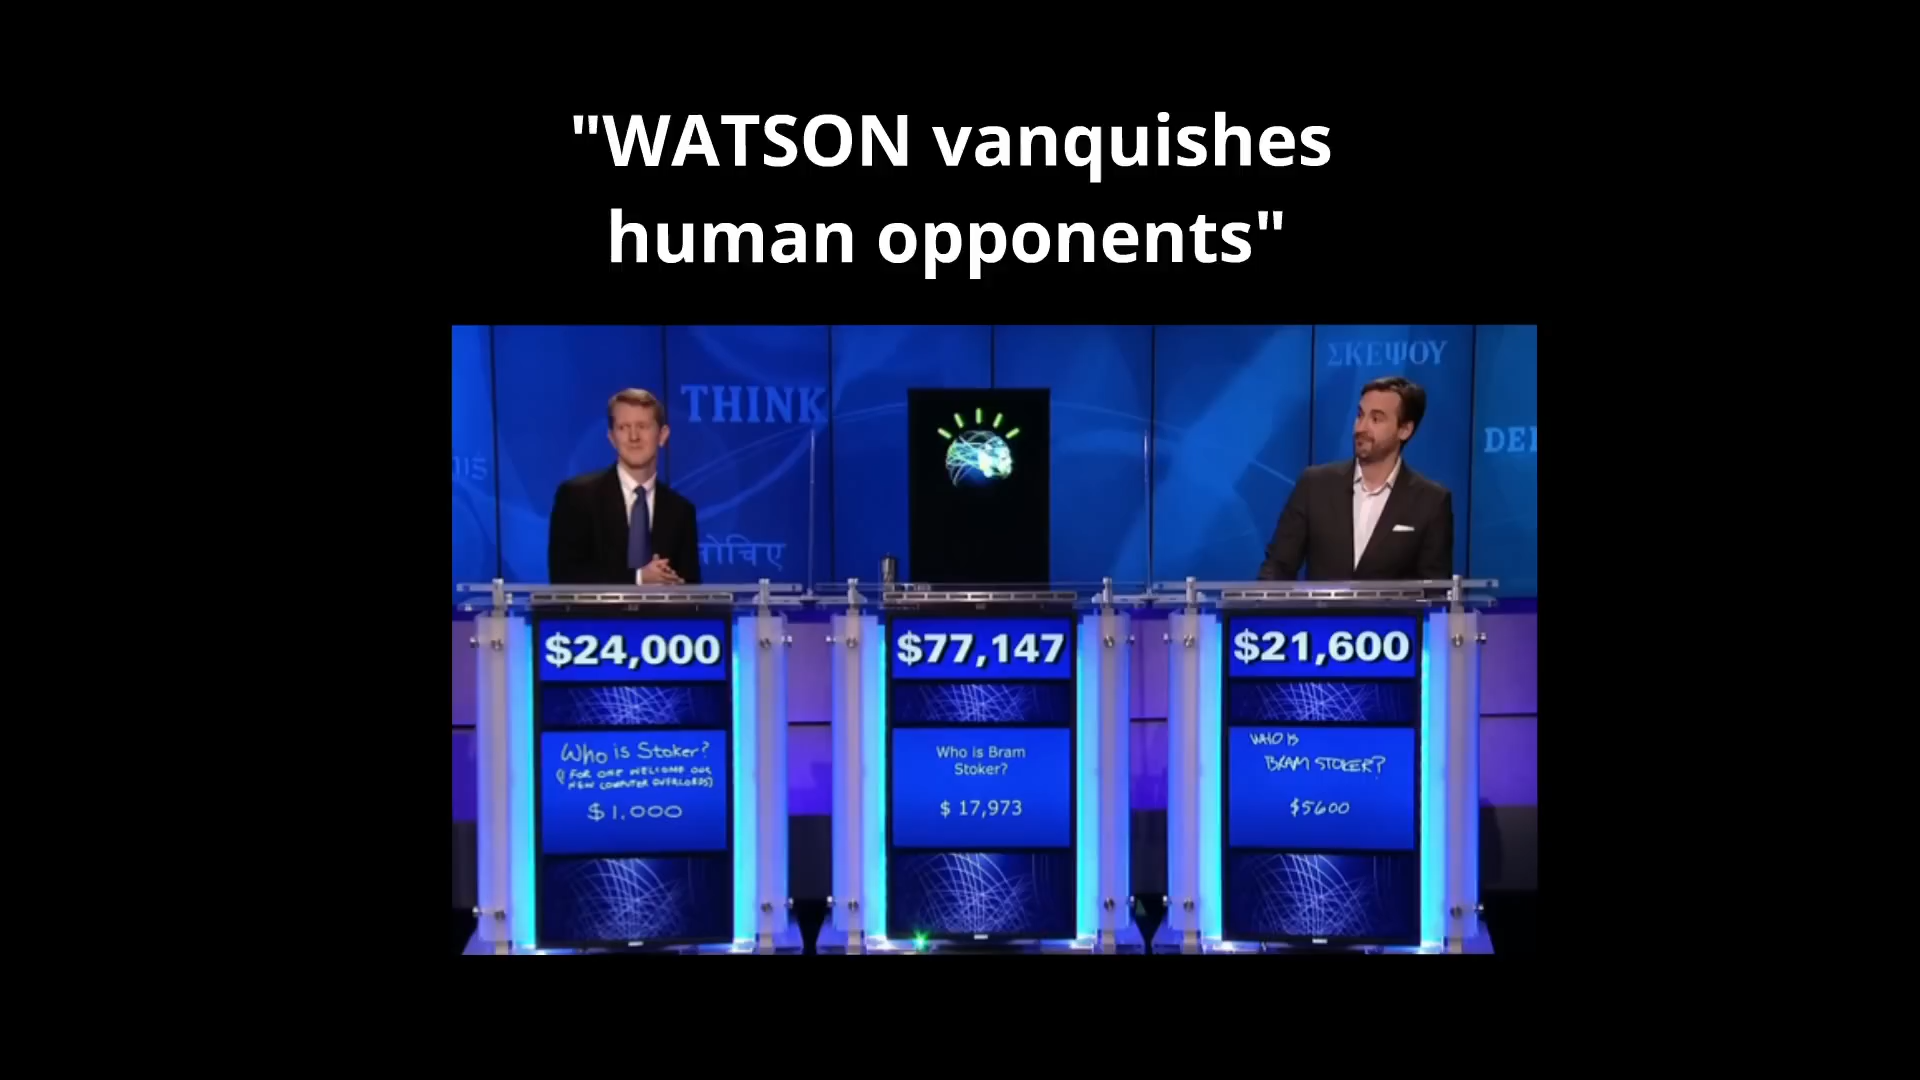 "WATSON vanquishes
human opponents"
ΣΚΕΨΟΥ
THINK
DE
$24,000
$77,147
$21,600
Who is Stoker?
(I FOR ONE WELCOME OUR
NEW COMPUTER OVERLORDS)
$1,000
Who is Bram
Stoker?
$ 17,973
WHO IS
BRAM STOKER?
$5600